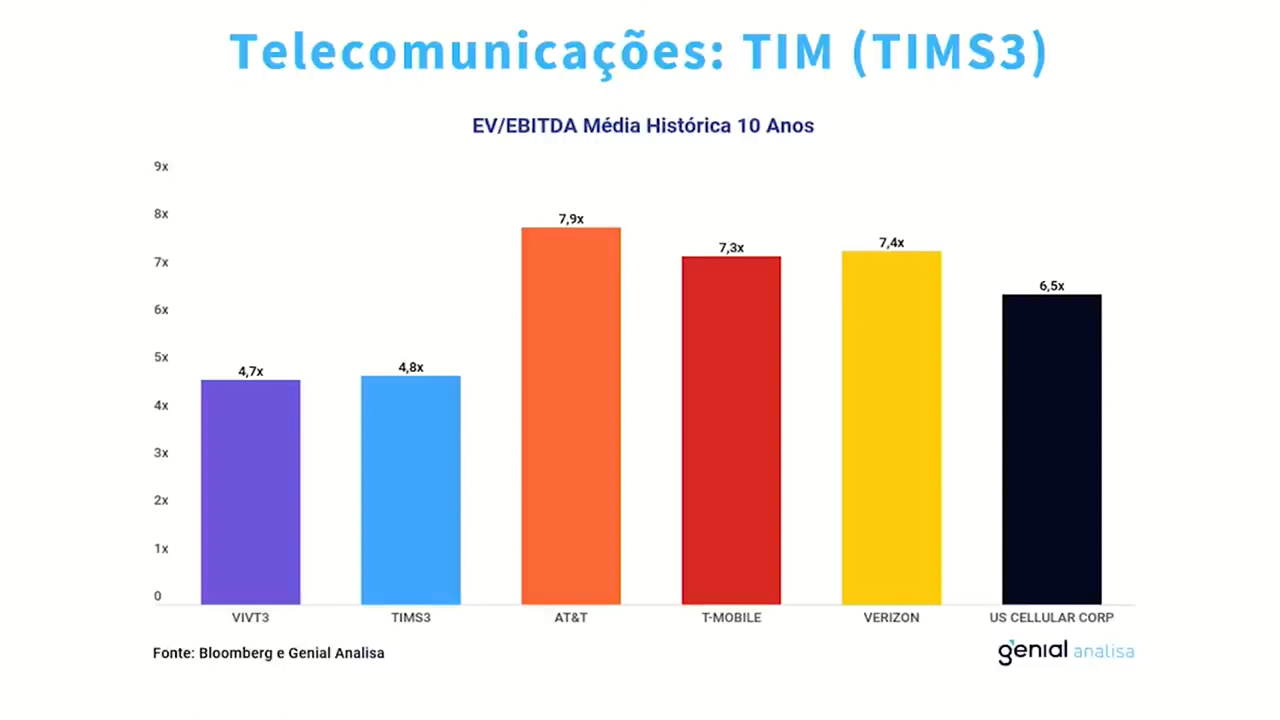 Telecomunicações: TIM (TIMS3)
EV/EBITDA Média Histórica 10 Anos
9x
8x
7x
6x
5x
4x
3x
2x
1x
0
4,7x
4,8x
7,9x
7,3x
7,4x
6,5x
VIVT3
TIMS3
AT&T
T-MOBILE
VERIZON
US CELLULAR CORP
Fonte: Bloomberg e Genial Analisa
genial analisa